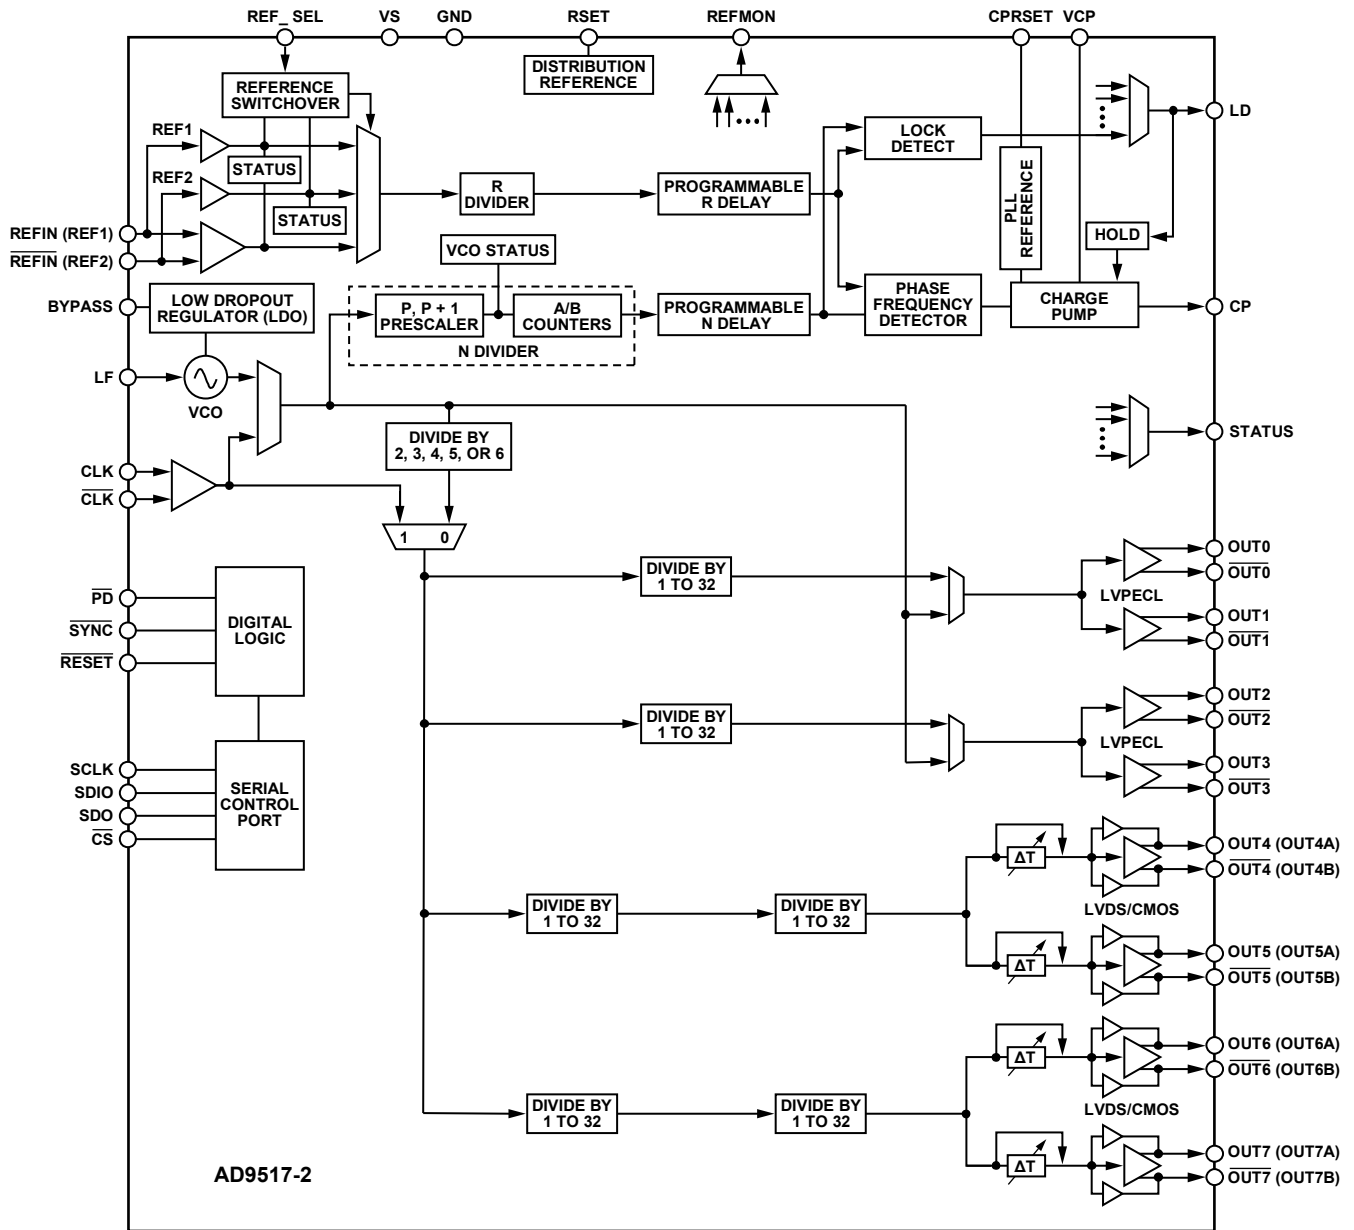 REF_ SEL VS GND RSET REFMON CPRSET VCP
DISTRIBUTION
REFERENCE
REFERENCE
SWITCHOVER
REF1
STATUS
REF2
STATUS
R
DIVIDER
PROGRAMMABLE
R DELAY
LOCK
DETECT
LD
PLL
REFERENCE
HOLD
REFIN (REF1)
REFIN (REF2)
BYPASS
LOW DROPOUT
REGULATOR (LDO)
VCO STATUS
P, P + 1
PRESCALER
A/B
COUNTERS
N DIVIDER
PROGRAMMABLE
N DELAY
PHASE
FREQUENCY
DETECTOR
CHARGE
PUMP
CP
LF
VCO
STATUS
DIVIDE BY
2, 3, 4, 5, OR 6
CLK
CLK
1 0
PD
SYNC
RESET
DIGITAL
LOGIC
DIVIDE BY
1 TO 32
LVPECL
OUT0
OUT0
OUT1
OUT1
DIVIDE BY
1 TO 32
LVPECL
OUT2
OUT2
OUT3
OUT3
SCLK
SDIO
SDO
CS
SERIAL
CONTROL
PORT
DIVIDE BY
1 TO 32
DIVIDE BY
1 TO 32
ΔT
OUT4 (OUT4A)
OUT4 (OUT4B)
LVDS/CMOS
ΔT
OUT5 (OUT5A)
OUT5 (OUT5B)
DIVIDE BY
1 TO 32
DIVIDE BY
1 TO 32
ΔT
OUT6 (OUT6A)
OUT6 (OUT6B)
LVDS/CMOS
ΔT
OUT7 (OUT7A)
OUT7 (OUT7B)
AD9517-2